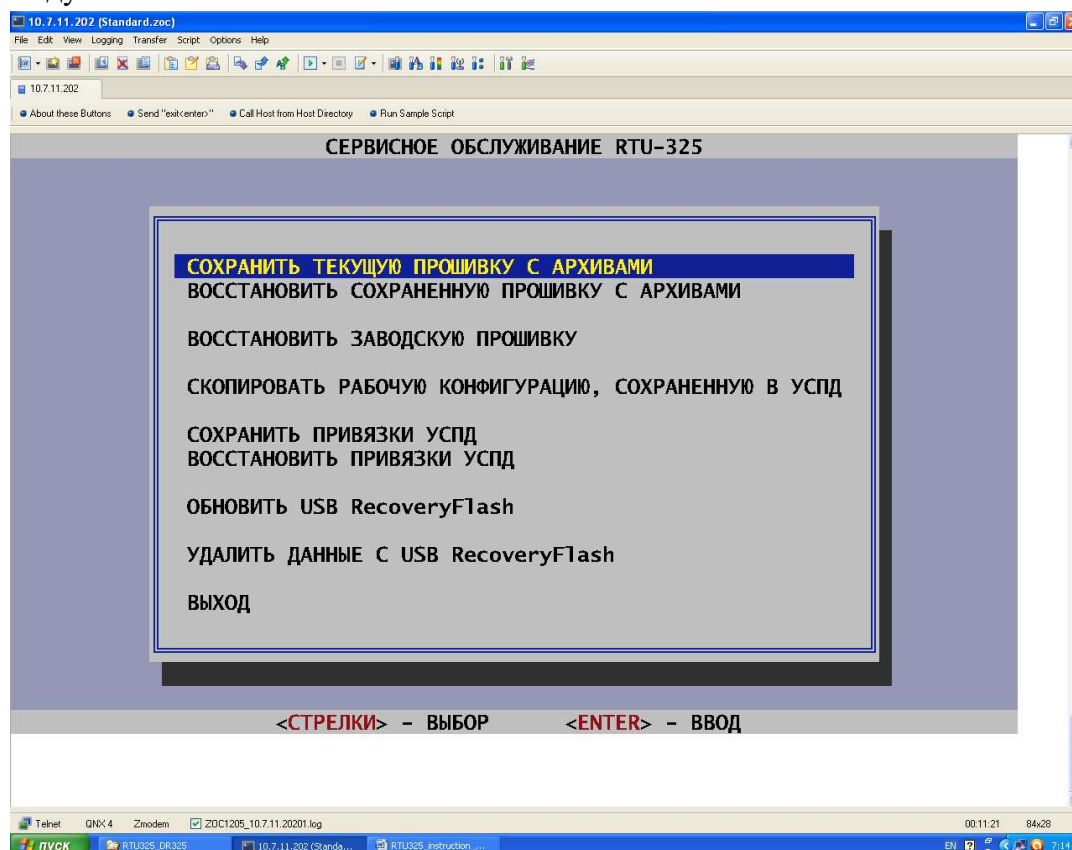 10.7.11.202 (Standard.zoc)
File Edit View Logging Transfer Script Options Help
10.7.11.202
About these Buttons Send "exit<enter>" Call Host from Host Directory Run Sample Script
СЕРВИСНОЕ ОБСЛУЖИВАНИЕ RTU-325
СОХРАНИТЬ ТЕКУЩУЮ ПРОШИВКУ С АРХИВАМИ
ВОССТАНОВИТЬ СОХРАНЕННУЮ ПРОШИВКУ С АРХИВАМИ
ВОССТАНОВИТЬ ЗАВОДСКУЮ ПРОШИВКУ
СКОПИРОВАТЬ РАБОЧУЮ КОНФИГУРАЦИЮ, СОХРАНЕННУЮ В УСПД
СОХРАНИТЬ ПРИВЯЗКИ УСПД
ВОССТАНОВИТЬ ПРИВЯЗКИ УСПД
ОБНОВИТЬ USB RecoveryFlash
УДАЛИТЬ ДАННЫЕ С USB RecoveryFlash
ВЫХОД
<СТРЕЛКИ> – ВЫБОР <ENTER> – ВВОД
Telnet QNX 4 Zmodem ZOC1205_10.7.11.20201.log 00:11:21 84x28
пуск RTU325_DR325 10.7.11.202 (Standa... RTU325_instruction_... EN 7:14